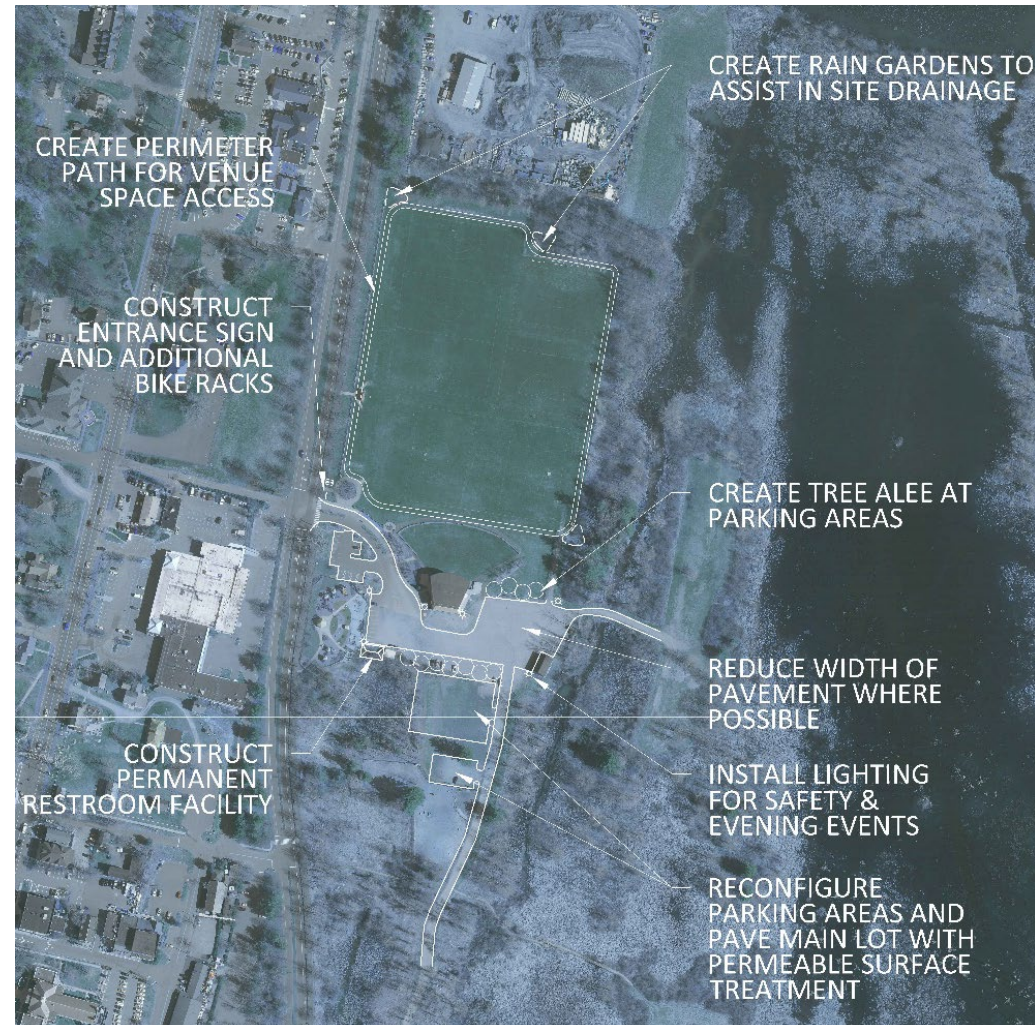 CREATE RAIN GARDENS TO
ASSIST IN SITE DRAINAGE
CREATE PERIMETER
PATH FOR VENUE
SPACE ACCESS
CONSTRUCT
ENTRANCE SIGN
AND ADDITIONAL
BIKE RACKS
CREATE TREE ALEE AT
PARKING AREAS
REDUCE WIDTH OF
PAVEMENT WHERE
POSSIBLE
CONSTRUCT
PERMANENT
RESTROOM FACILITY
INSTALL LIGHTING
FOR SAFETY &
EVENING EVENTS
RECONFIGURE
PARKING AREAS AND
PAVE MAIN LOT WITH
PERMEABLE SURFACE
TREATMENT